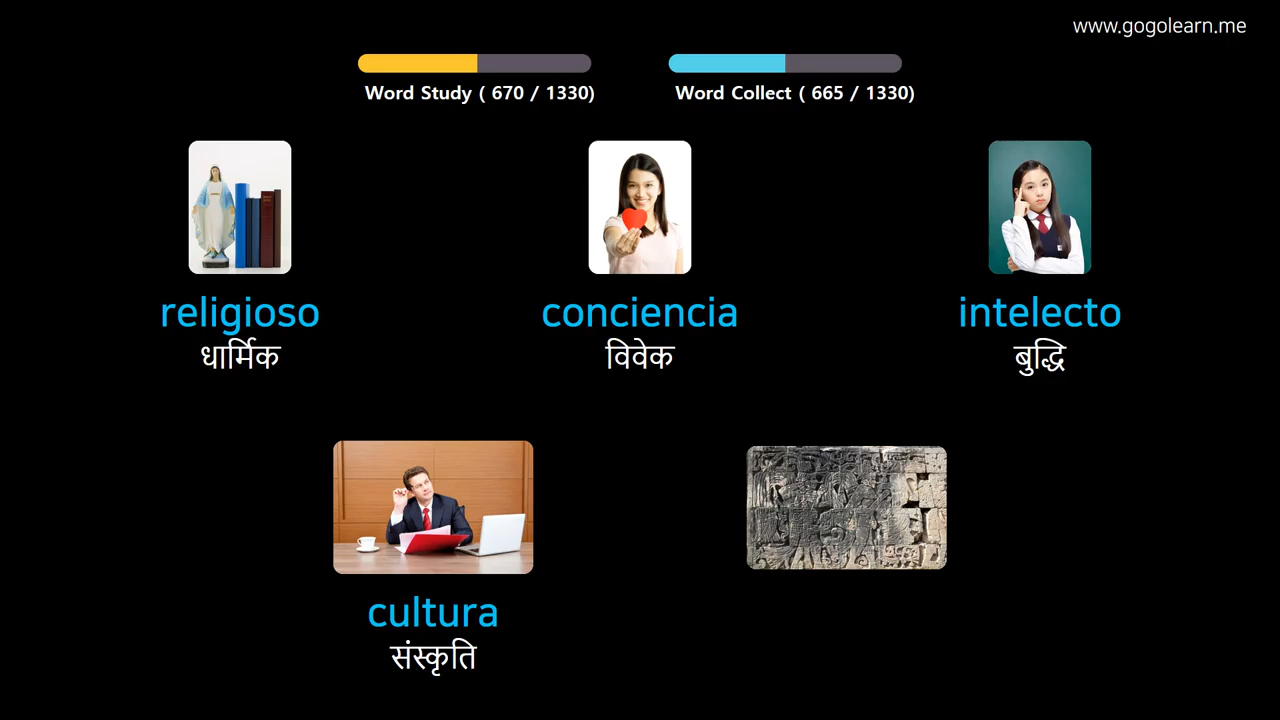 www.gogolearn.me
Word Study ( 670 / 1330)
Word Collect ( 665 / 1330)
religioso
धार्मिक
conciencia
विवेक
intelecto
बुद्धि
cultura
संस्कृति